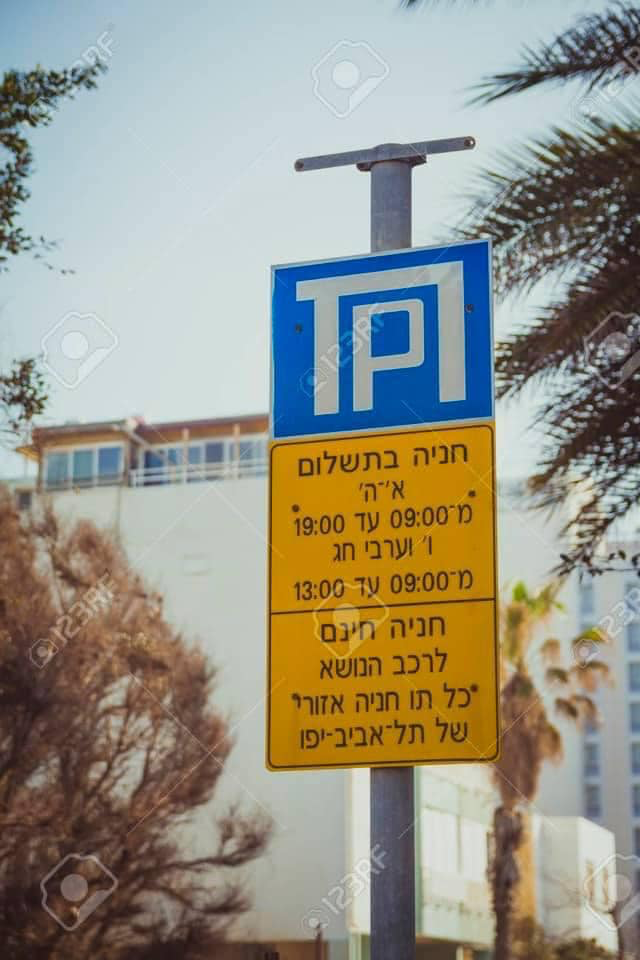 P
חניה בתשלום
א׳-ה׳
מ-09:00 עד 19:00
ו׳ וערבי חג
מ-09:00 עד 13:00
חניה חינם
לרכב הנושא
כל תו חניה אזורי
של תל-אביב-יפו
123RF